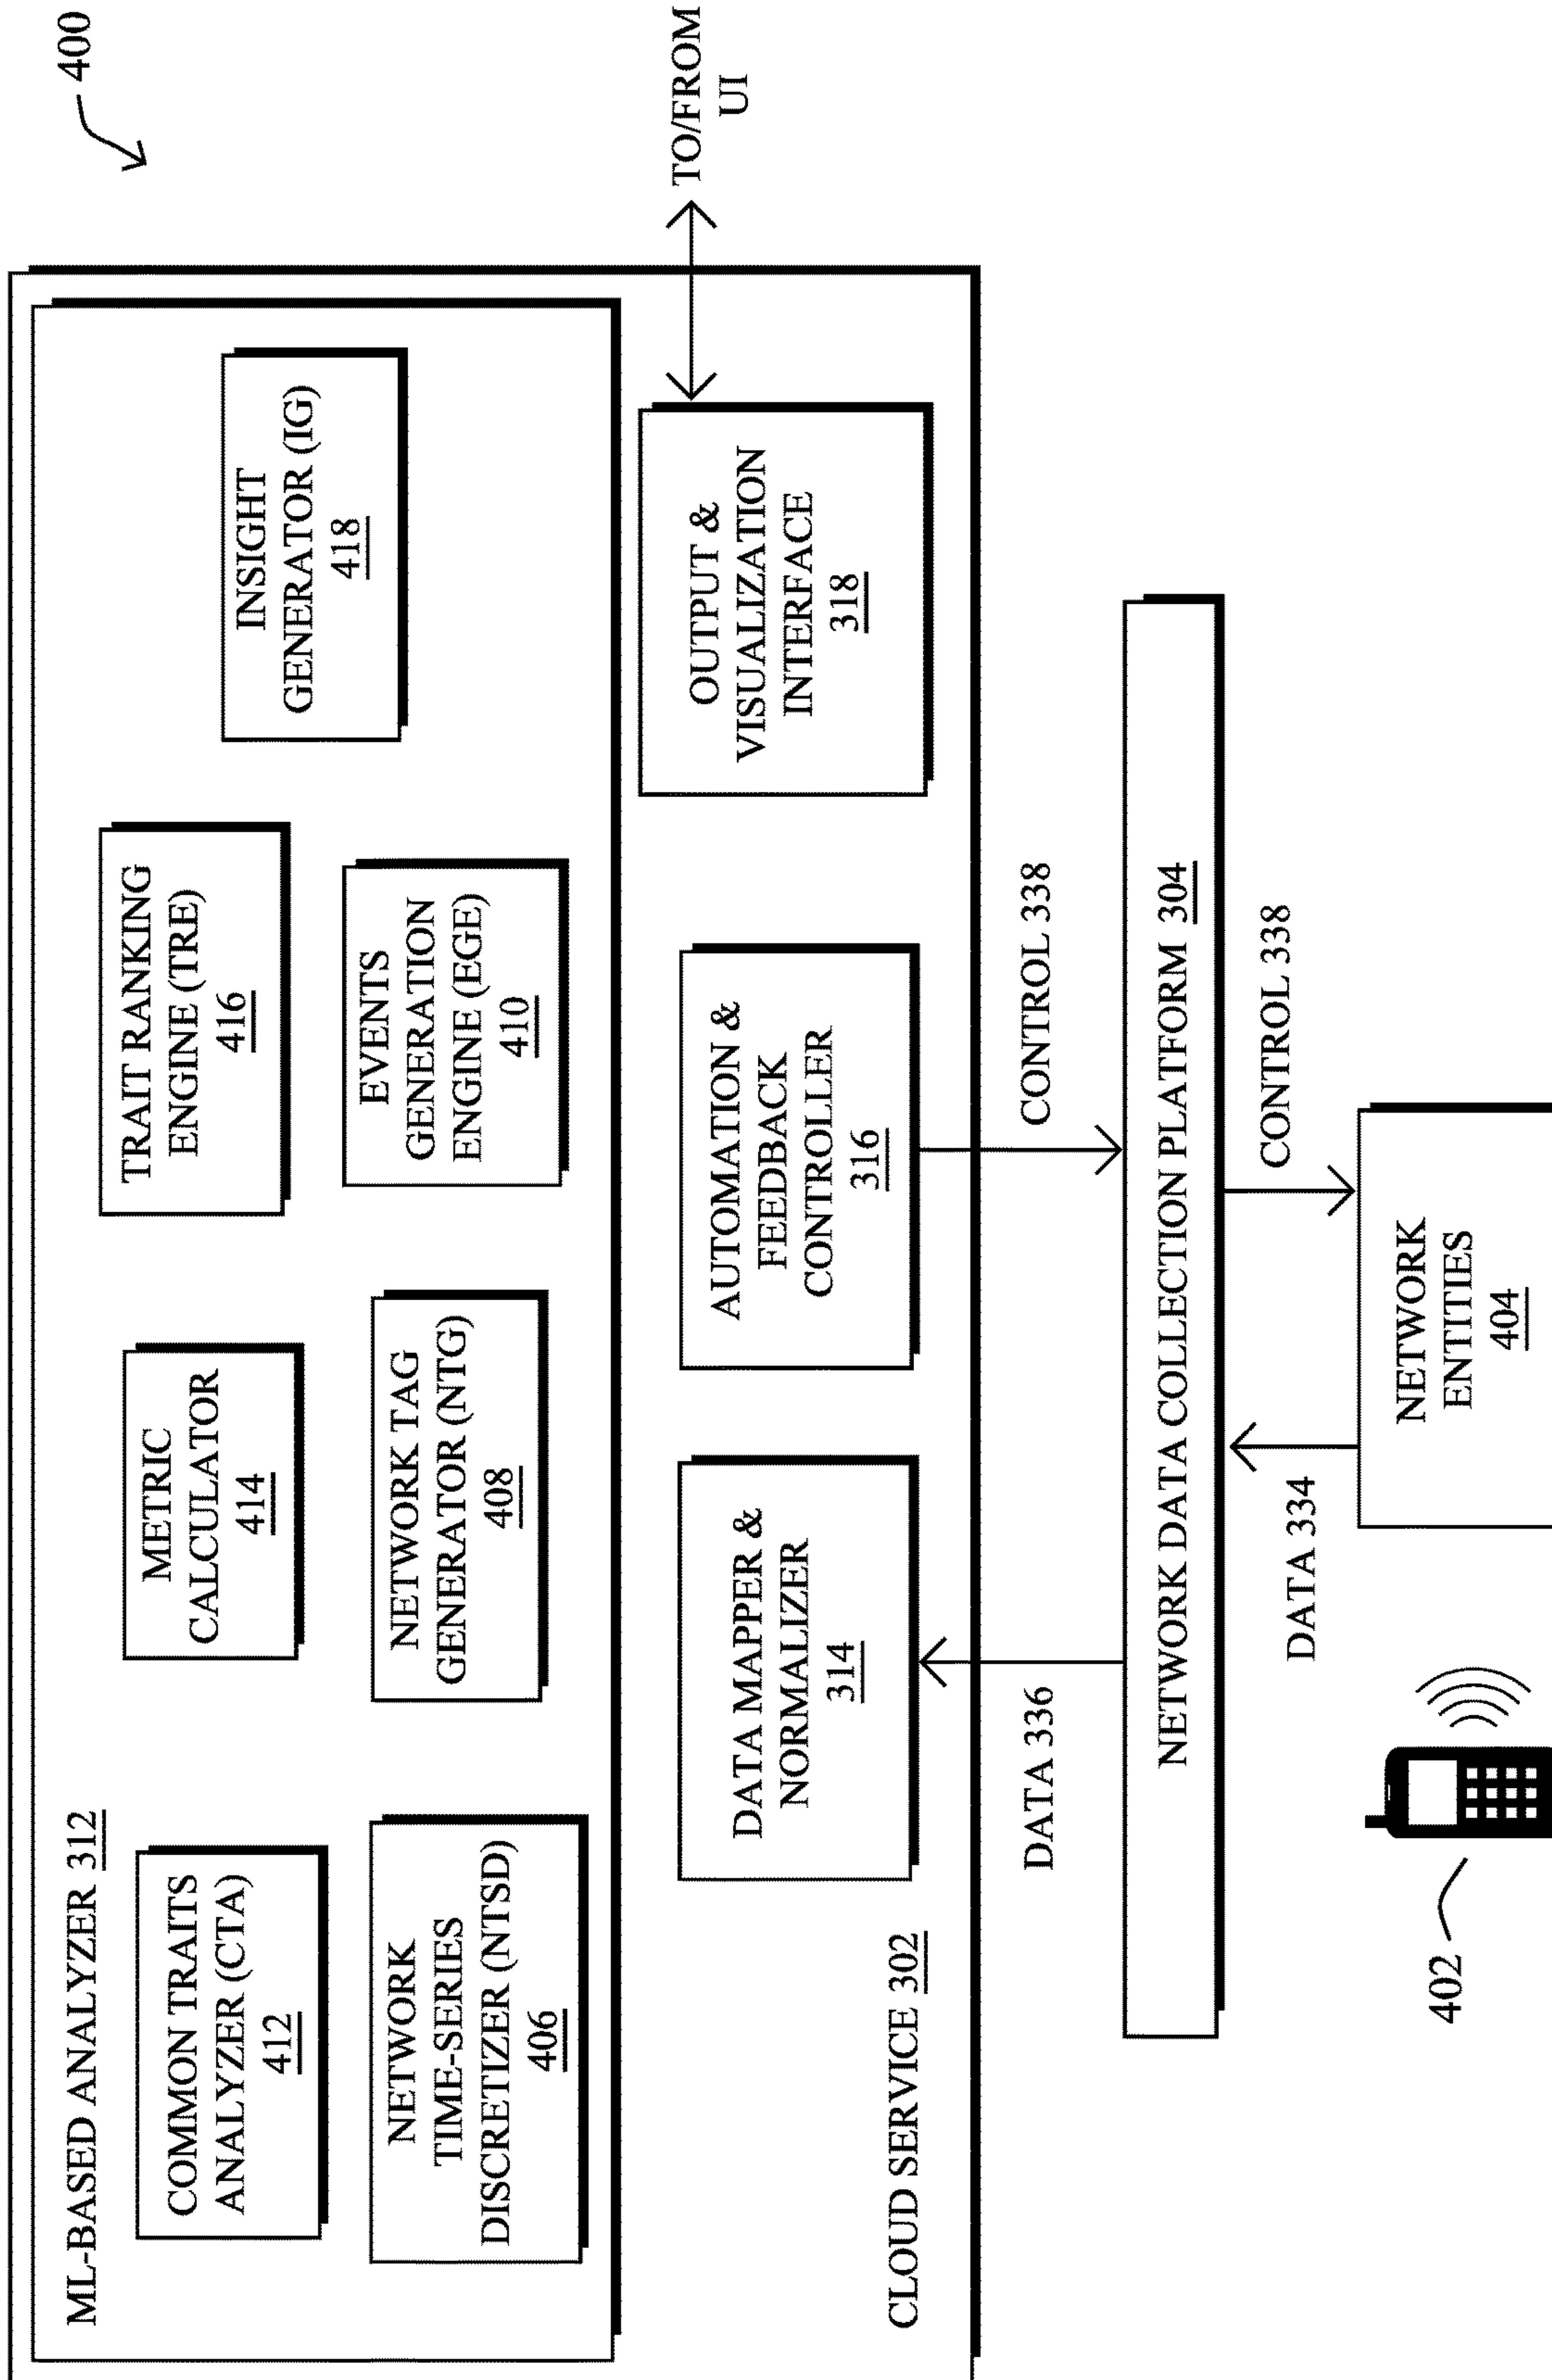 400
ML-BASED ANALYZER 312
COMMON TRAITS
ANALYZER (CTA)
412
METRIC
CALCULATOR
414
TRAIT RANKING
ENGINE (TRE)
416
INSIGHT
GENERATOR (IG)
418
NETWORK
TIME-SERIES
DISCRETIZER (NTSD)
406
NETWORK TAG
GENERATOR (NTG)
408
EVENTS
GENERATION
ENGINE (EGE)
410
DATA MAPPER &
NORMALIZER
314
AUTOMATION &
FEEDBACK
CONTROLLER
316
OUTPUT &
VISUALIZATION
INTERFACE
318
TO/FROM
UI
CLOUD SERVICE 302
DATA 336
CONTROL 338
NETWORK DATA COLLECTION PLATFORM 304
DATA 334
CONTROL 338
402
NETWORK
ENTITIES
404